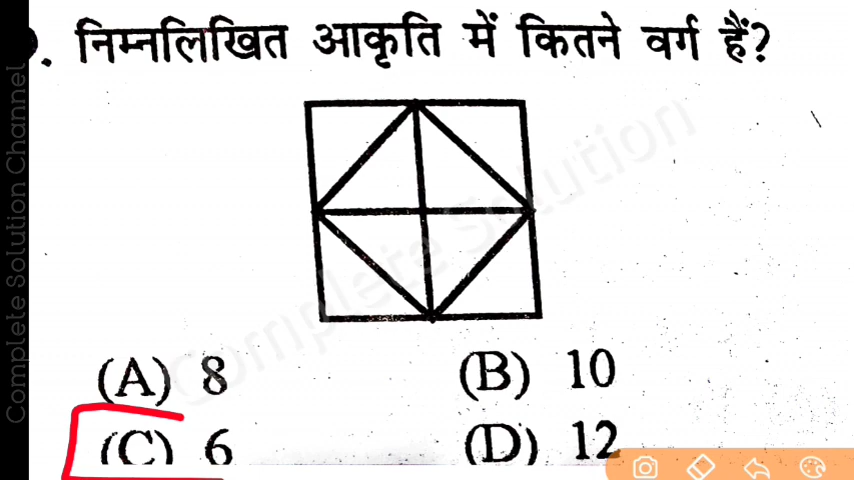 . निम्नलिखित आकृति में कितने वर्ग हैं?
(A) 8
(B) 10
(C) 6
(D) 12
Complete Solution
Complete Solution Channel